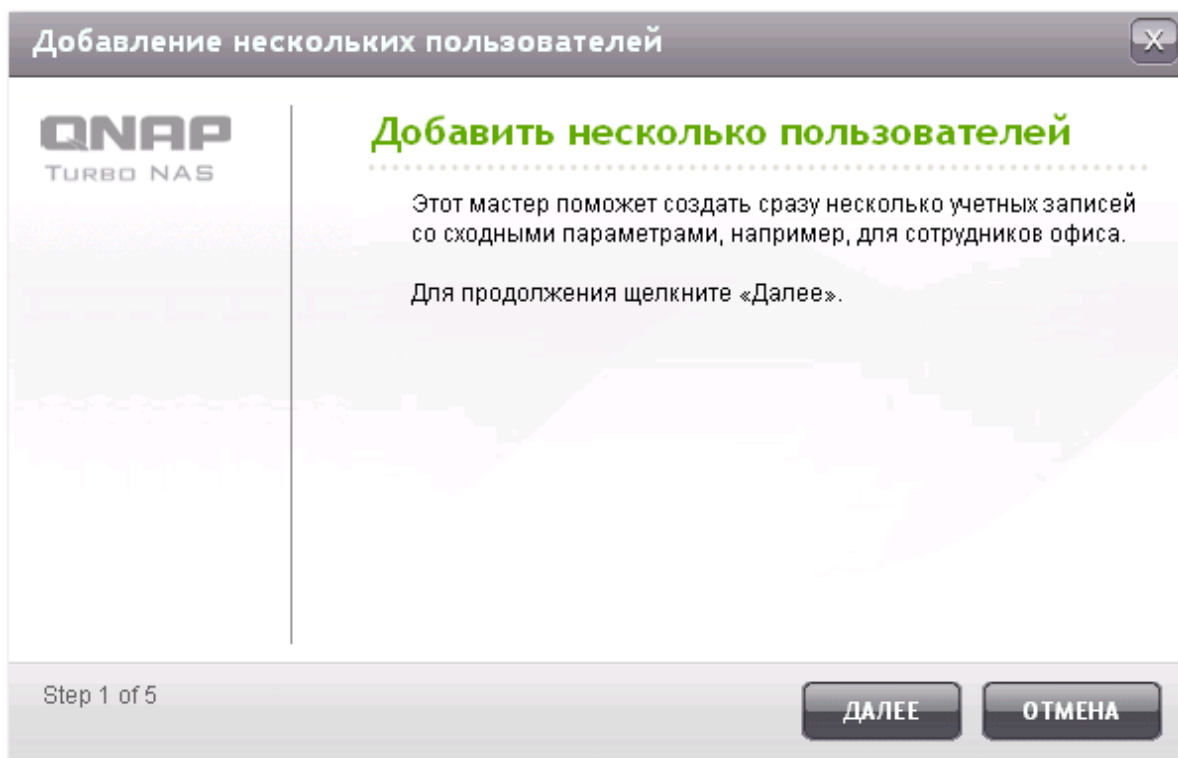 Добавление нескольких пользователей
X
QNAP
TURBO NAS
Добавить несколько пользователей
Этот мастер поможет создать сразу несколько учетных записей
со сходными параметрами, например, для сотрудников офиса.
Для продолжения щелкните «Далее».
Step 1 of 5
ДАЛЕЕ
ОТМЕНА